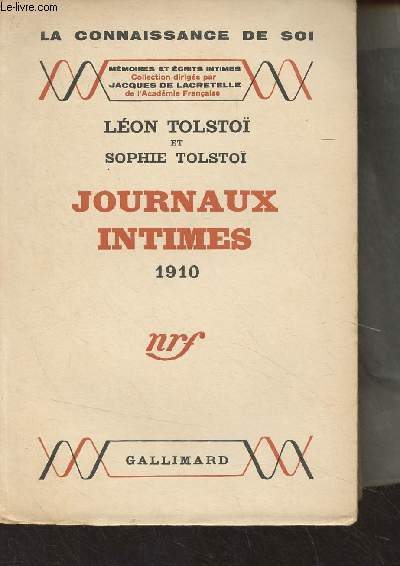 Le-livre.com
LA CONNAISSANCE DE SOI
MÉMOIRES ET ÉCRITS INTIMES
Collection dirigée par
JACQUES DE LACRETELLE
de l'Académie Française
LÉON TOLSTOÏ
ET
SOPHIE TOLSTOÏ
JOURNAUX
INTIMES
1910
nrf
GALLIMARD